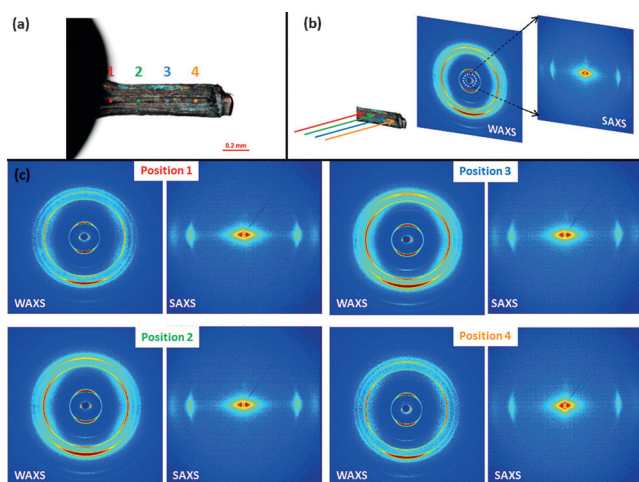 (a)
1 2 3 4
0.2 mm
(b)
WAXS
SAXS
(c)
Position 1
WAXS
SAXS
Position 3
WAXS
SAXS
Position 2
WAXS
SAXS
Position 4
WAXS
SAXS